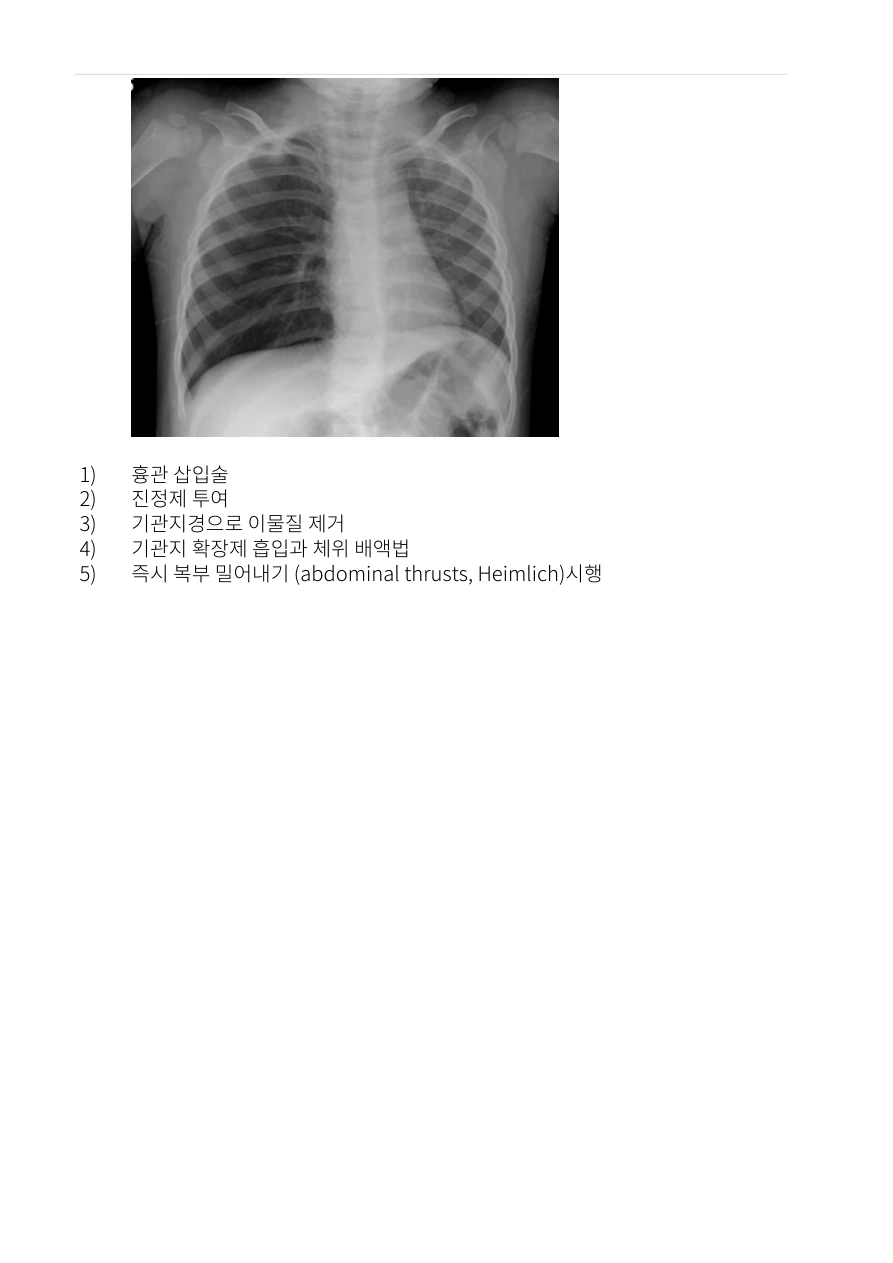 1) 흉관 삽입술
2) 진정제 투여
3) 기관지경으로 이물질 제거
4) 기관지 확장제 흡입과 체위 배액법
5) 즉시 복부 밀어내기 (abdominal thrusts, Heimlich)시행